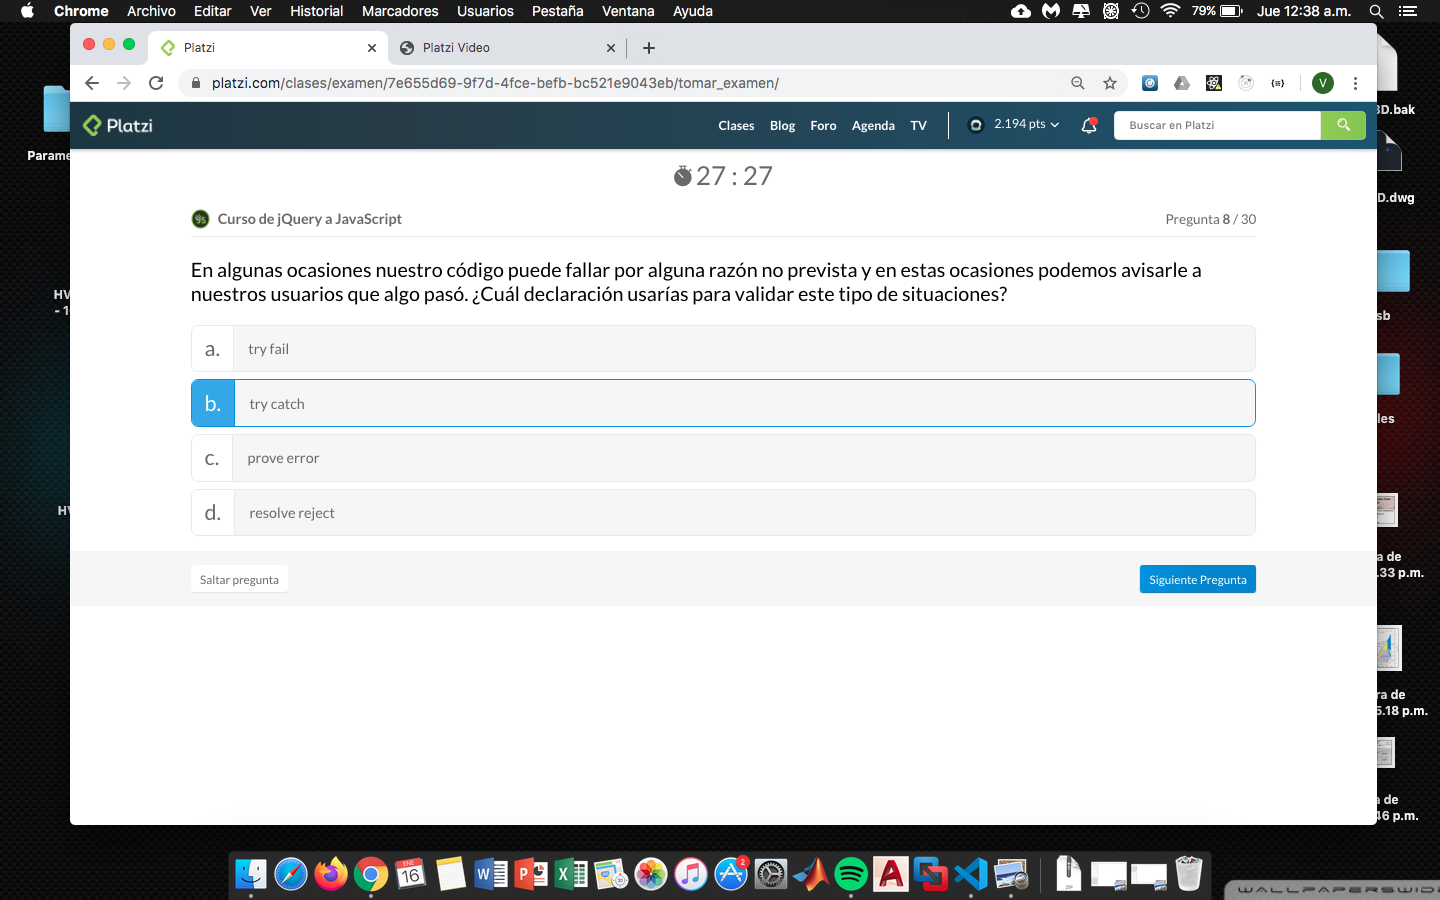 Chrome Archivo Editar Ver Historial Marcadores Usuarios Pestaña Ventana Ayuda 79% Jue 12:38 a.m.
Platzi Platzi Video
platzi.com/clases/examen/7e655d69-9f7d-4fce-befb-bc521e9043eb/tomar_examen/ V
Platzi Clases Blog Foro Agenda TV 2.194 pts Buscar en Platzi
27 : 27
Curso de jQuery a JavaScript Pregunta 8 / 30
En algunas ocasiones nuestro código puede fallar por alguna razón no prevista y en estas ocasiones podemos avisarle a
nuestros usuarios que algo pasó. ¿Cuál declaración usarías para validar este tipo de situaciones?
a. try fail
b. try catch
c. prove error
d. resolve reject
Saltar pregunta Siguiente Pregunta
Parame
HV
- 1
HV
3D.bak
D.dwg
sb
les
a de
.33 p.m.
ra de
5.18 p.m.
a de
46 p.m.
ENE
16
2
ZIP
WALLPAPERSWIDE